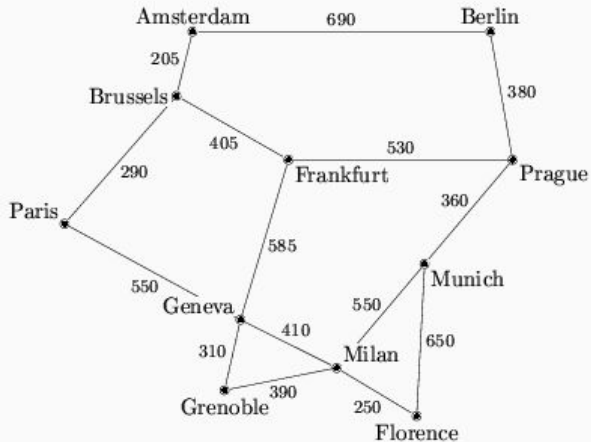 Amsterdam 690 Berlin
205
Brussels
380
405
530
290
Frankfurt
Prague
Paris
360
585
Munich
550
Geneva
550
410
650
310
Milan
390
250
Grenoble
Florence